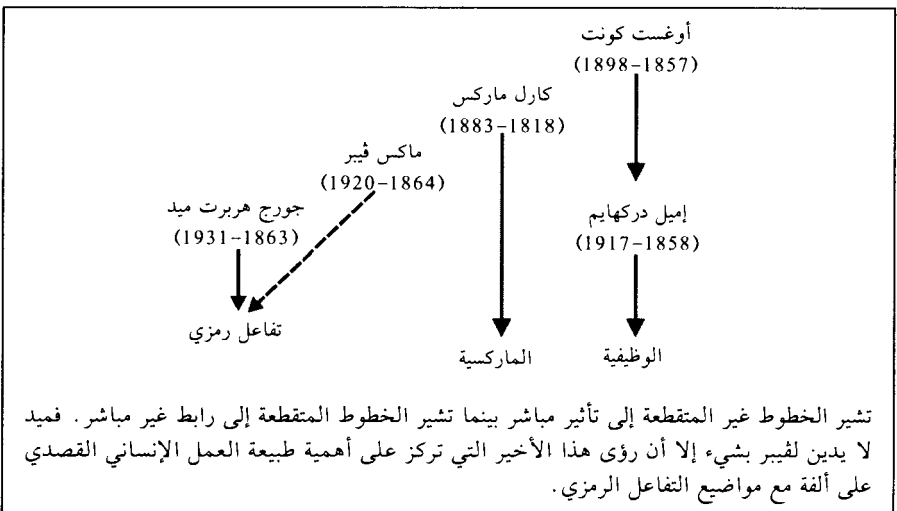 أوغست كونت
(1857–1898)
كارل ماركس
(1818–1883)
ماكس ڤيبر
(1864–1920)
جورج هربرت ميد
(1863–1931)
إميل دركهايم
(1858–1917)
تفاعل رمزي
الماركسية
الوظيفية
تشير الخطوط غير المتقطعة إلى تأثير مباشر بينما تشير الخطوط المتقطعة إلى رابط غير مباشر. فميد
لا يدين لڤيبر بشيء إلا أن رؤى هذا الأخير التي تركز على أهمية طبيعة العمل الإنساني القصدي
على ألفة مع مواضيع التفاعل الرمزي.